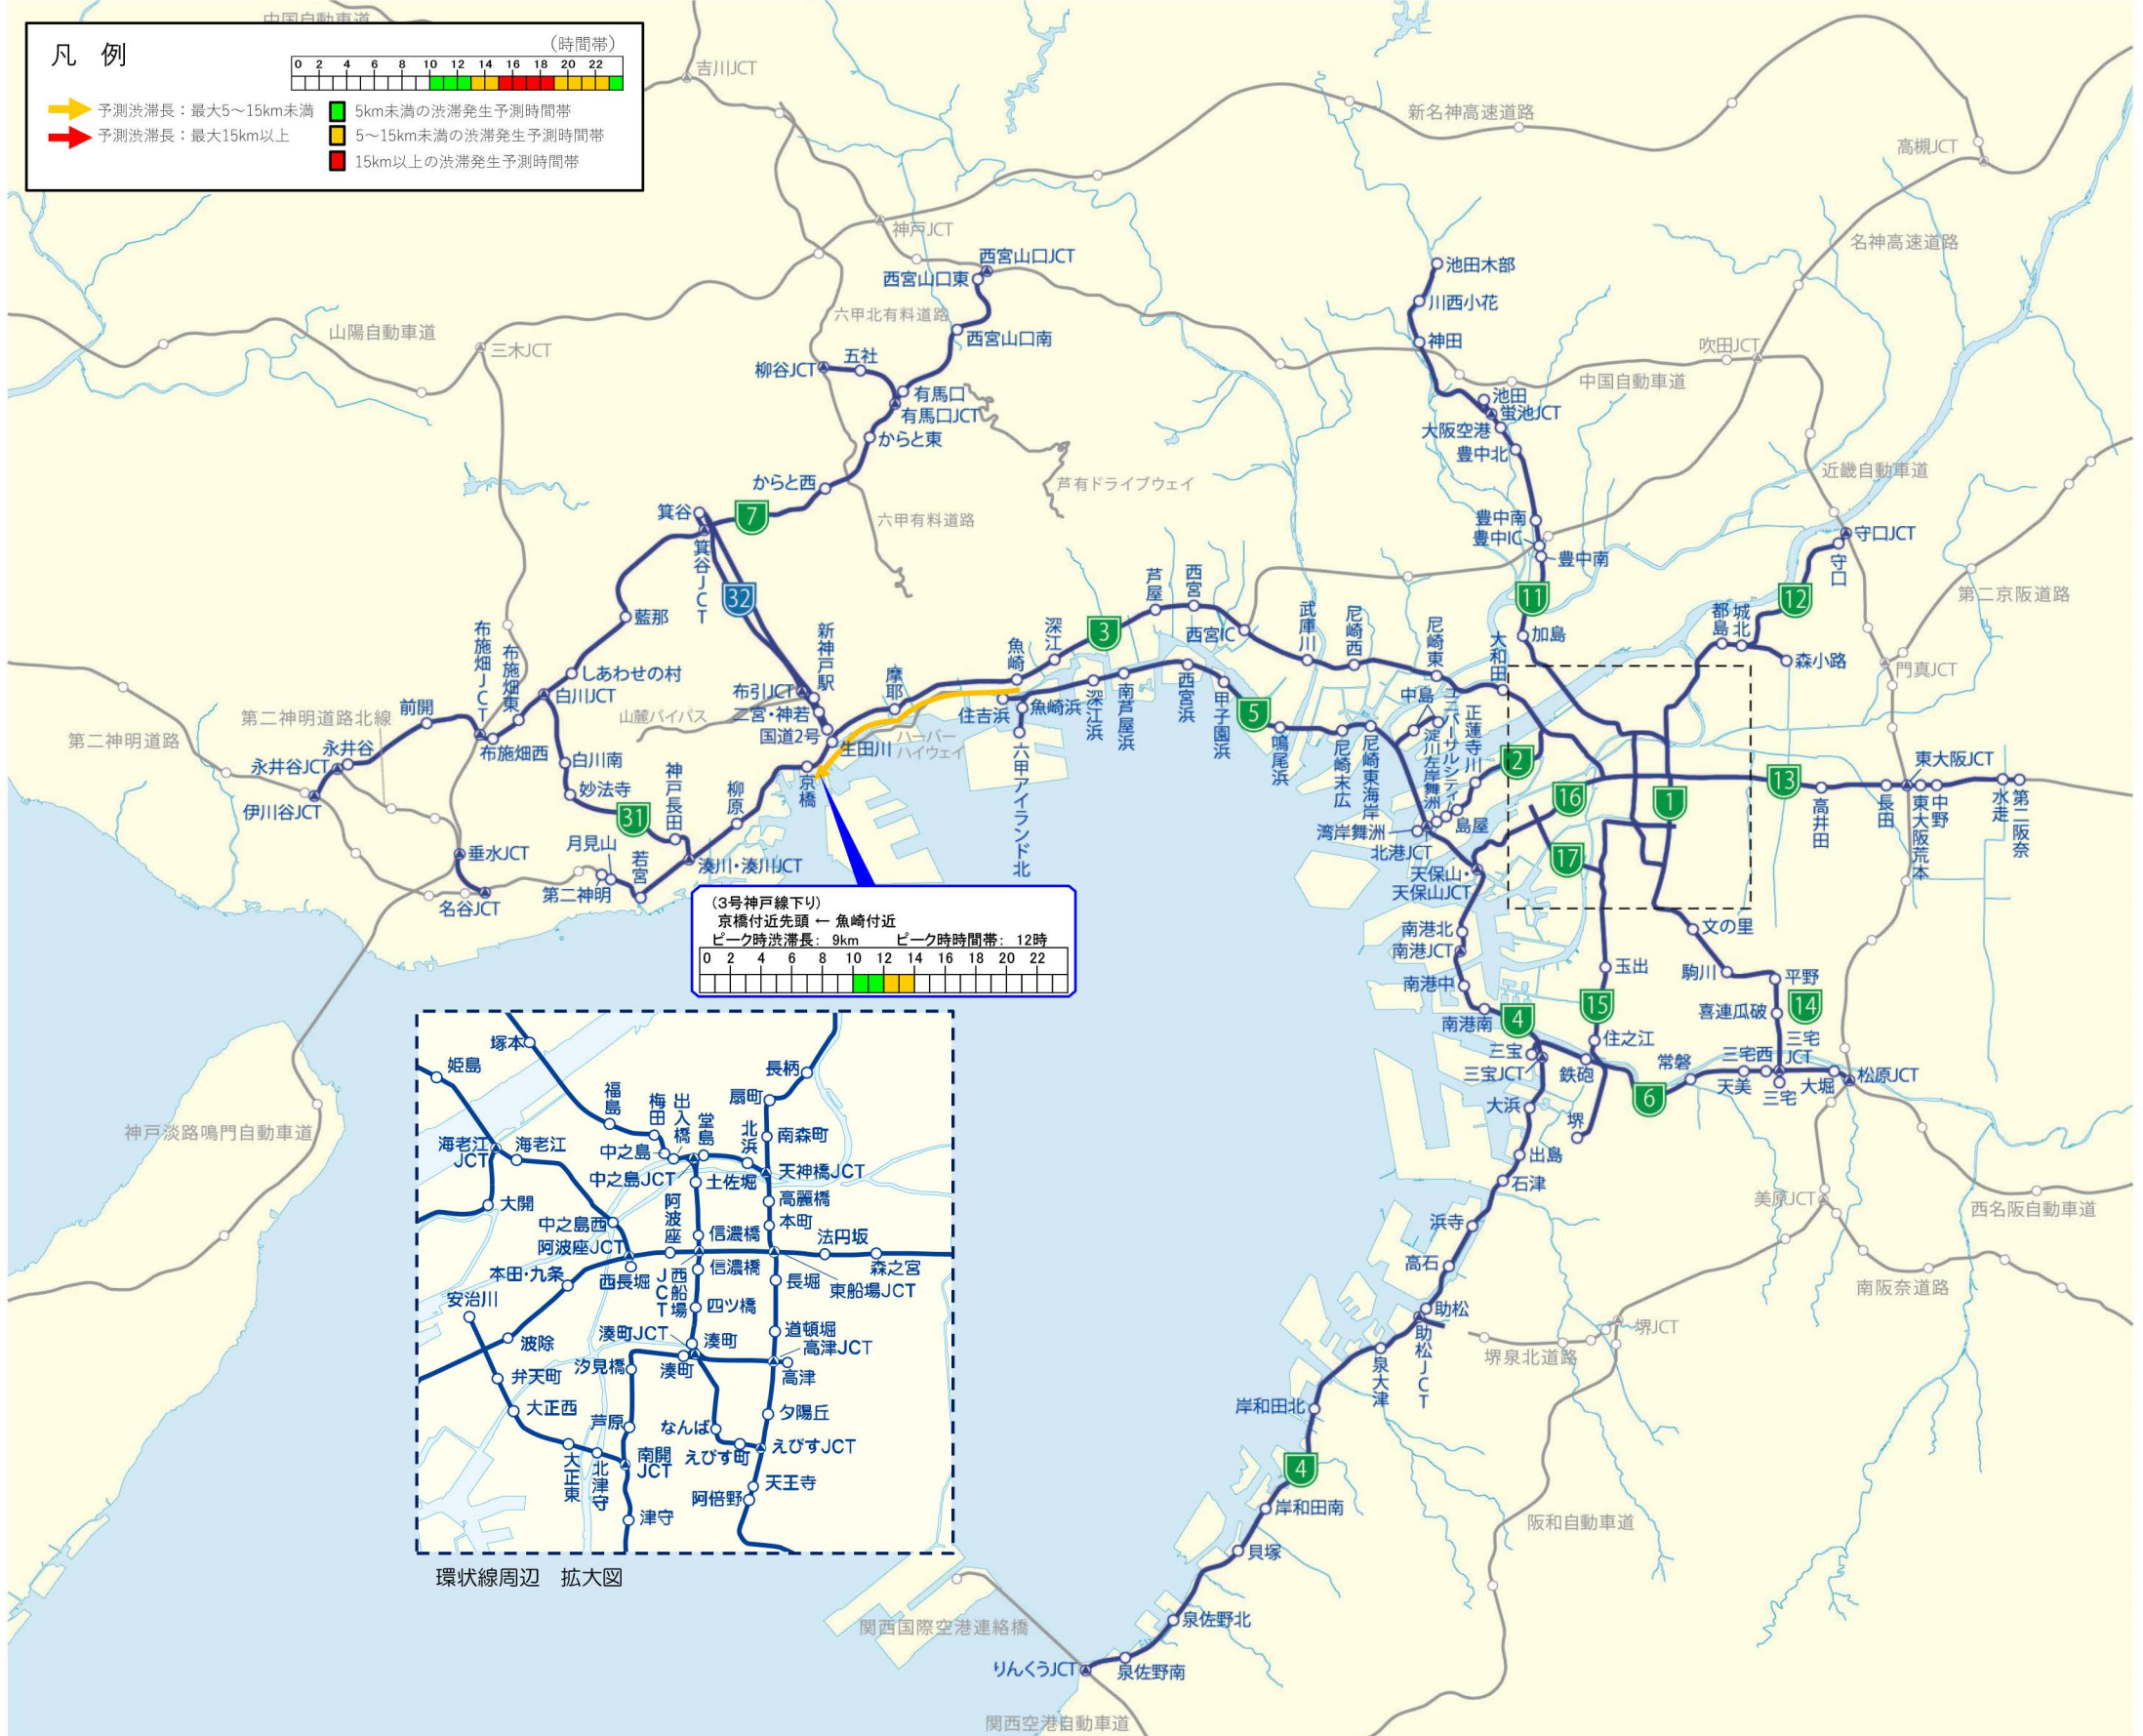 中国自動車道
凡 例
(時間帯)
0 2 4 6 8 10 12 14 16 18 20 22
予測渋滞長：最大5～15km未満
予測渋滞長：最大15km以上
5km未満の渋滞発生予測時間帯
5～15km未満の渋滞発生予測時間帯
15km以上の渋滞発生予測時間帯
吉川JCT
新名神高速道路
高槻JCT
神戸JCT
名神高速道路
西宮山口JCT
西宮山口東
池田木部
川西小花
六甲北有料道路
山陽自動車道
三木JCT
西宮山口南
神田
吹田JCT
五社
柳谷JCT
中国自動車道
有馬口
有馬口JCT
池田
蛍池JCT
大阪空港
からと東
豊中北
近畿自動車道
からと西
芦有ドライブウェイ
箕谷
7
六甲有料道路
豊中南
豊中IC
豊中南
守口JCT
守口
箕谷JCT
32
11
12
第二京阪道路
藍那
布施畑JCT
布施畑東
新神戸駅
魚崎
深江
3
芦屋
西宮
西宮IC
武庫川
尼崎西
尼崎東
大和田
加島
都島
城北
森小路
門真JCT
しあわせの村
白川JCT
布引JCT
二宮・神若
国道2号
摩耶
生田川
山麓バイパス
ハーバー
ハイウェイ
住吉浜
魚崎浜
深江浜
南芦屋浜
西宮浜
甲子園浜
5
鳴尾浜
尼崎末広
尼崎東海岸
中島
ユニバーサルシティ
淀川左岸舞洲
正蓮寺川
2
第二神明道路北線
前開
第二神明道路
永井谷
永井谷JCT
伊川谷JCT
布施畑西
白川南
妙法寺
31
神戸長田
柳原
京橋
六甲アイランド北
湾岸舞洲
島屋
北港JCT
16
1
13
高井田
長田
東大阪JCT
東大阪荒本
中野
水走
第二阪奈
垂水JCT
名谷JCT
月見山
第二神明
若宮
湊川・湊川JCT
天保山・
天保山JCT
17
(3号神戸線下り)
京橋付近先頭 ← 魚崎付近
ピーク時渋滞長： 9km ピーク時時間帯： 12時
0 2 4 6 8 10 12 14 16 18 20 22
南港北
南港JCT
南港中
南港南
4
文の里
駒川
平野
14
喜連瓜破
玉出
15
住之江
三宝
三宝JCT
鉄砲
常磐
三宅西
三宅
JCT
天美
三宅
大堀
松原JCT
6
大浜
堺
出島
石津
浜寺
高石
助松
助松JCT
泉大津
美原JCT
西名阪自動車道
南阪奈道路
堺JCT
堺泉北道路
岸和田北
4
岸和田南
貝塚
阪和自動車道
泉佐野北
泉佐野南
りんくうJCT
関西国際空港連絡橋
関西空港自動車道
神戸淡路鳴門自動車道
塚本
姫島
長柄
福島
梅田
出入橋
堂島
扇町
北浜
南森町
海老江
JCT
海老江
中之島
中之島JCT
土佐堀
天神橋JCT
大開
阿波座
高麗橋
中之島西
本町
信濃橋
法円坂
阿波座JCT
本田・九条
西長堀
西船場JCT
信濃橋
長堀
東船場JCT
森之宮
安治川
四ツ橋
波除
湊町JCT
湊町
道頓堀
高津JCT
汐見橋
湊町
高津
弁天町
大正西
芦原
なんば
夕陽丘
えびす町
えびすJCT
大正東
北津守
南開
JCT
天王寺
阿倍野
津守
環状線周辺 拡大図